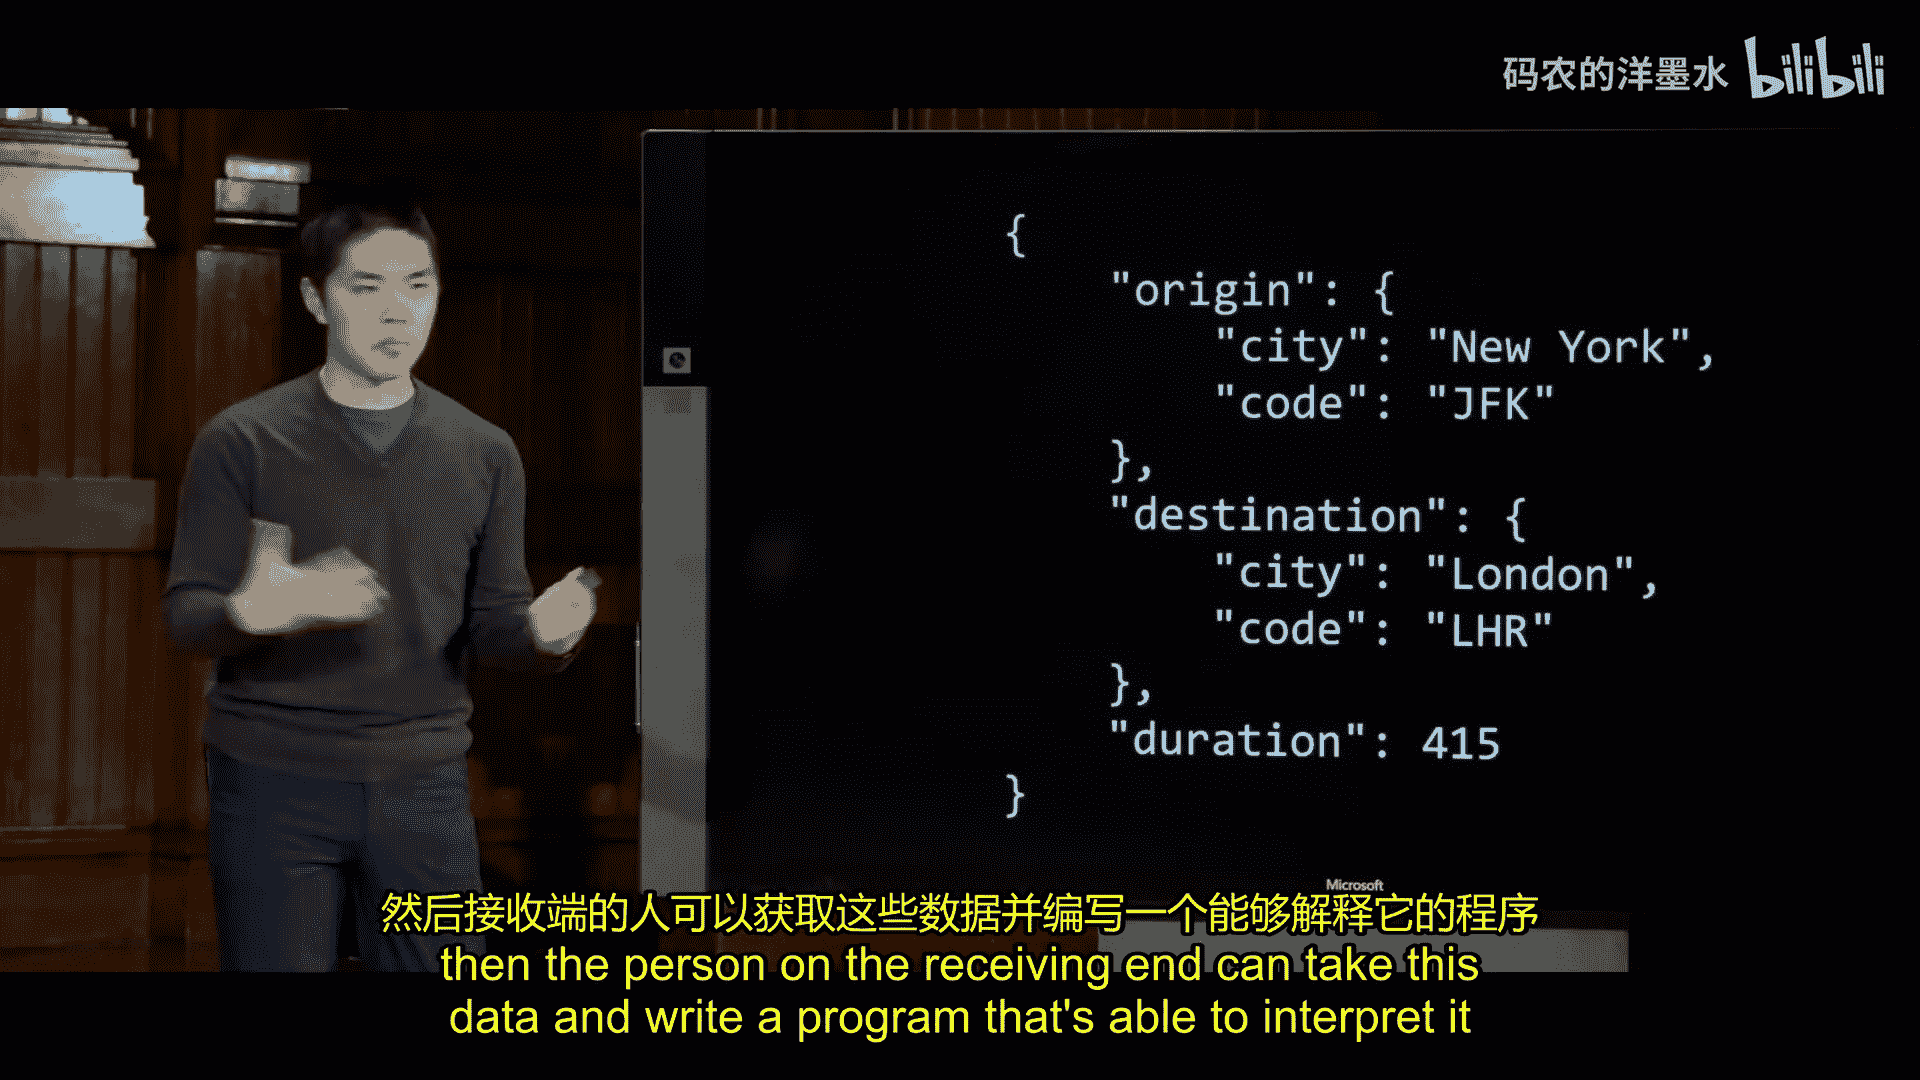 码农的洋墨水 bilibili
{
"origin": {
"city": "New York",
"code": "JFK"
},
"destination": {
"city": "London",
"code": "LHR"
},
"duration": 415
}
Microsoft
然后接收端的人可以获取这些数据并编写一个能够解释它的程序
then the person on the receiving end can take this
data and write a program that's able to interpret it